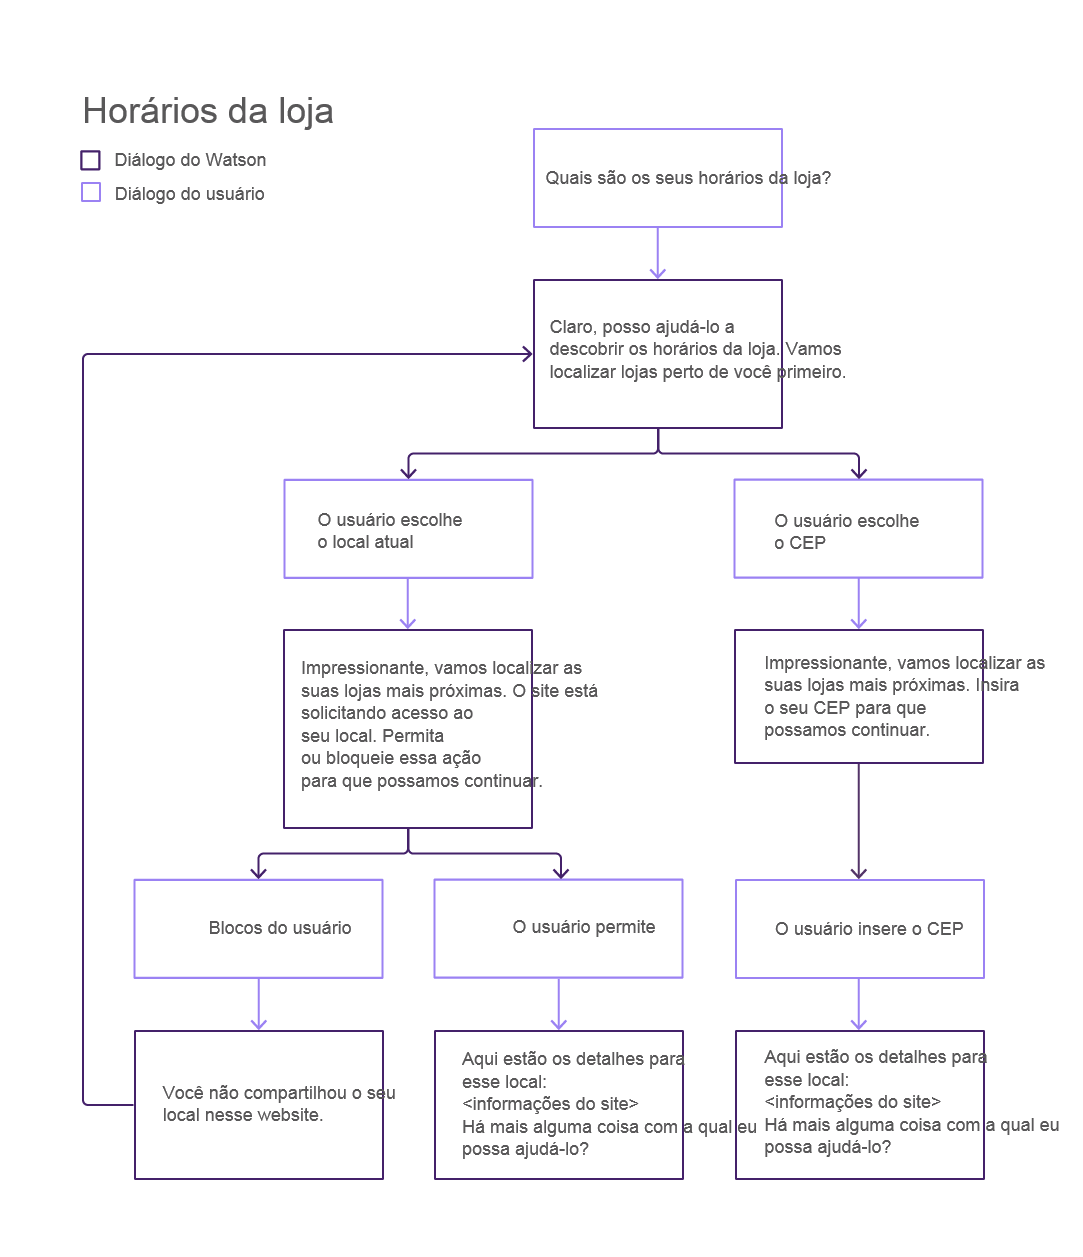 Horários da loja
Diálogo do Watson
Diálogo do usuário
Quais são os seus horários da loja?
Claro, posso ajudá-lo a
descobrir os horários da loja. Vamos
localizar lojas perto de você primeiro.
O usuário escolhe
o local atual
O usuário escolhe
o CEP
Impressionante, vamos localizar as
suas lojas mais próximas. O site está
solicitando acesso ao
seu local. Permita
ou bloqueie essa ação
para que possamos continuar.
Impressionante, vamos localizar as
suas lojas mais próximas. Insira
o seu CEP para que
possamos continuar.
Blocos do usuário
O usuário permite
O usuário insere o CEP
Você não compartilhou o seu
local nesse website.
Aqui estão os detalhes para
esse local:
<informações do site>
Há mais alguma coisa com a qual eu
possa ajudá-lo?
Aqui estão os detalhes para
esse local:
<informações do site>
Há mais alguma coisa com a qual eu
possa ajudá-lo?